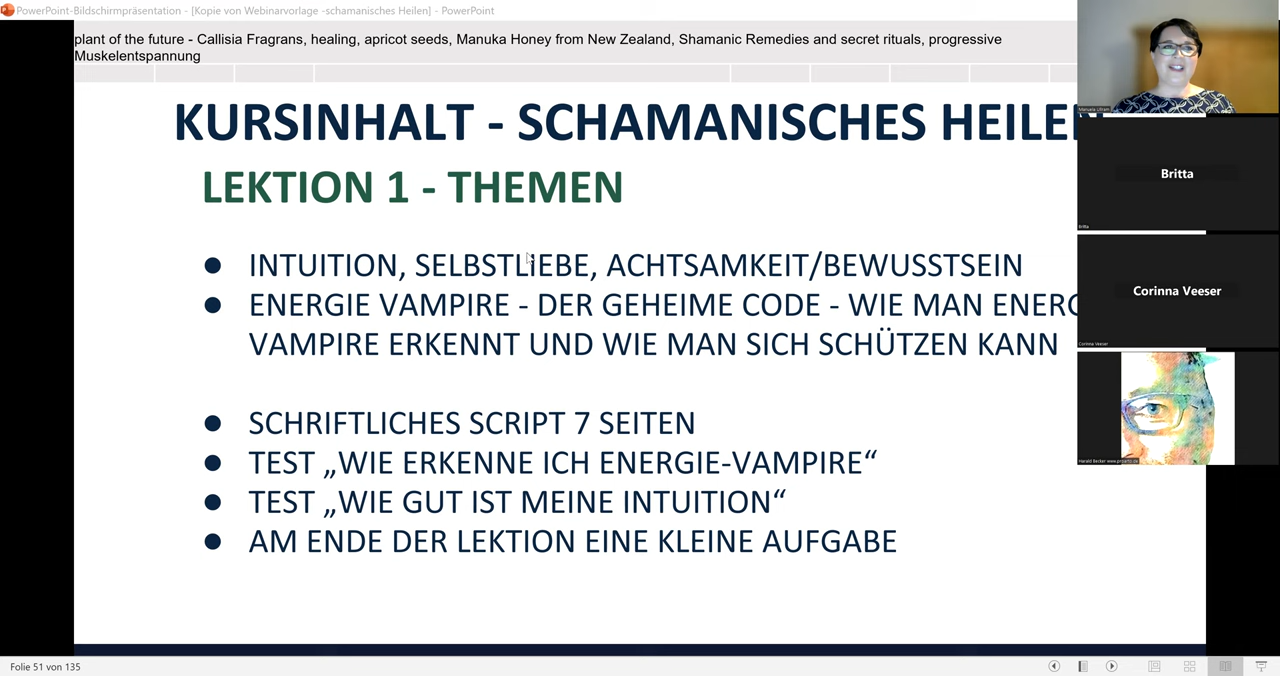 PowerPoint-Bildschirmpräsentation - [Kopie von Webinarvorlage -schamanisches Heilen] - PowerPoint
plant of the future - Callisia Fragrans, healing, apricot seeds, Manuka Honey from New Zealand, Shamanic Remedies and secret rituals, progressive
Muskelentspannung
KURSINHALT - SCHAMANISCHES HEILEN
LEKTION 1 - THEMEN
● INTUITION, SELBSTLIEBE, ACHTSAMKEIT/BEWUSSTSEIN
● ENERGIE VAMPIRE - DER GEHEIME CODE - WIE MAN ENERG
VAMPIRE ERKENNT UND WIE MAN SICH SCHÜTZEN KANN
● SCHRIFTLICHES SCRIPT 7 SEITEN
● TEST „WIE ERKENNE ICH ENERGIE-VAMPIRE“
● TEST „WIE GUT IST MEINE INTUITION“
● AM ENDE DER LEKTION EINE KLEINE AUFGABE
Britta
Britta
Corinna Veeser
Corinna Veeser
Folie 51 von 135